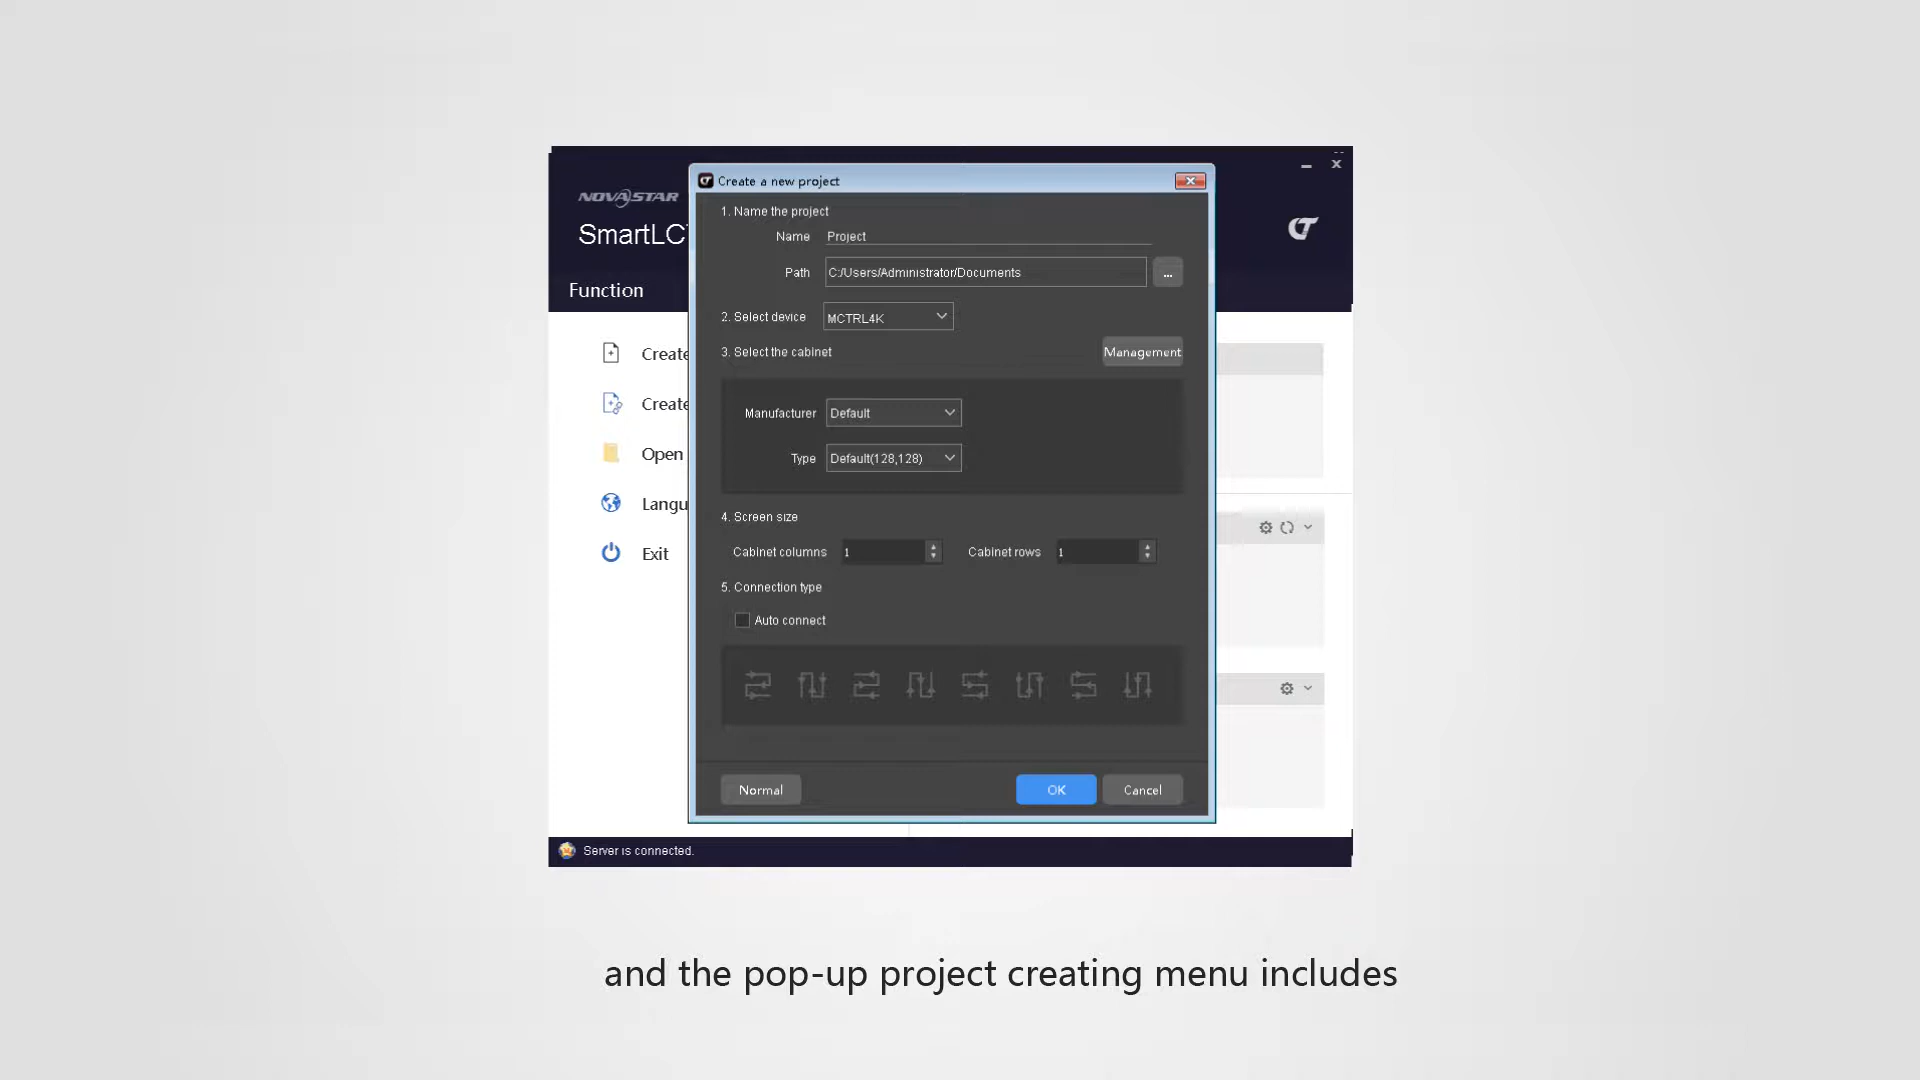 NOVASTAR
SmartLCT
Function
Create
Create
Open
Langu
Exit
Create a new project
1. Name the project
Name Project
Path C:/Users/Administrator/Documents ...
2. Select device MCTRL4K
3. Select the cabinet Management
Manufacturer Default
Type Default(128,128)
4. Screen size
Cabinet columns 1 Cabinet rows 1
5. Connection type
Auto connect
Normal OK Cancel
Server is connected.
and the pop-up project creating menu includes